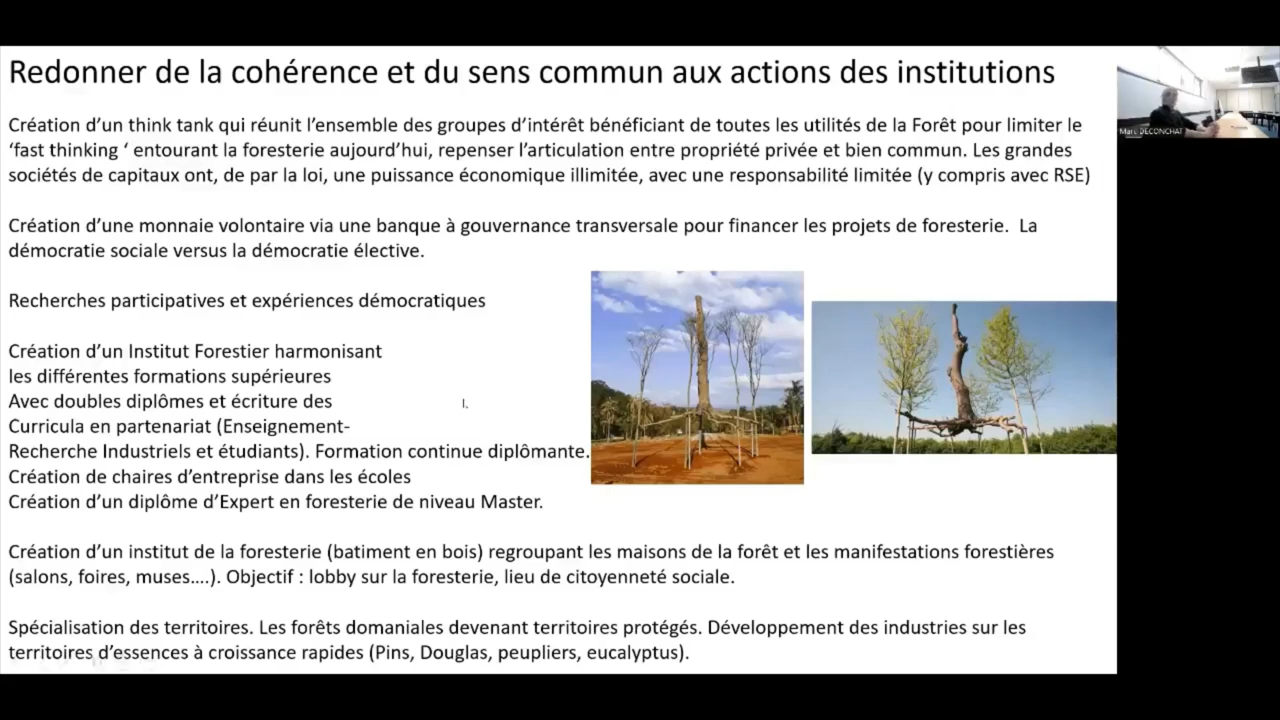 Redonner de la cohérence et du sens commun aux actions des institutions
Création d’un think tank qui réunit l’ensemble des groupes d’intérêt bénéficiant de toutes les utilités de la Forêt pour limiter le
‘fast thinking ‘ entourant la foresterie aujourd’hui, repenser l’articulation entre propriété privée et bien commun. Les grandes
sociétés de capitaux ont, de par la loi, une puissance économique illimitée, avec une responsabilité limitée (y compris avec RSE)
Création d’une monnaie volontaire via une banque à gouvernance transversale pour financer les projets de foresterie.  La
démocratie sociale versus la démocratie élective.
Recherches participatives et expériences démocratiques
Création d’un Institut Forestier harmonisant
les différentes formations supérieures
Avec doubles diplômes et écriture des
Curricula en partenariat (Enseignement-
Recherche Industriels et étudiants). Formation continue diplômante.
Création de chaires d’entreprise dans les écoles
Création d’un diplôme d’Expert en foresterie de niveau Master.
Création d’un institut de la foresterie (batiment en bois) regroupant les maisons de la forêt et les manifestations forestières
(salons, foires, muses….). Objectif : lobby sur la foresterie, lieu de citoyenneté sociale.
Spécialisation des territoires. Les forêts domaniales devenant territoires protégés. Développement des industries sur les
territoires d’essences à croissance rapides (Pins, Douglas, peupliers, eucalyptus).
Marc DECONCHAT